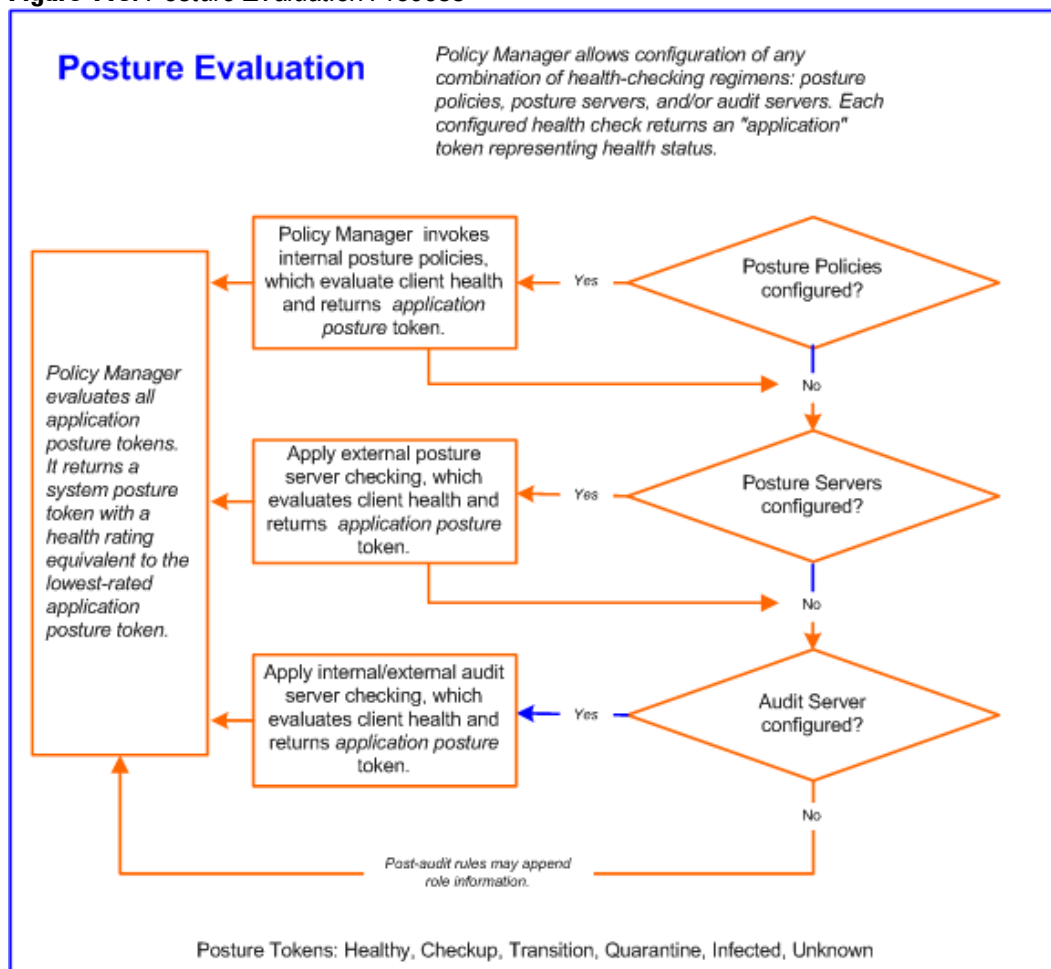 Posture Evaluation
Policy Manager allows configuration of any
combination of health-checking regimens: posture
policies, posture servers, and/or audit servers. Each
configured health check returns an "application"
token representing health status.
Policy Manager invokes
internal posture policies,
which evaluate client health
and returns application
posture token.
Yes
Posture Policies
configured?
No
Policy Manager
evaluates all
application
posture tokens.
It returns a
system posture
token with a
health rating
equivalent to the
lowest-rated
application
posture token.
Apply external posture
server checking, which
evaluates client health and
returns application posture
token.
Yes
Posture Servers
configured?
No
Apply internal/external audit
server checking, which
evaluates client health and
returns application posture
token.
Yes
Audit Server
configured?
No
Post-audit rules may append
role information.
Posture Tokens: Healthy, Checkup, Transition, Quarantine, Infected, Unknown